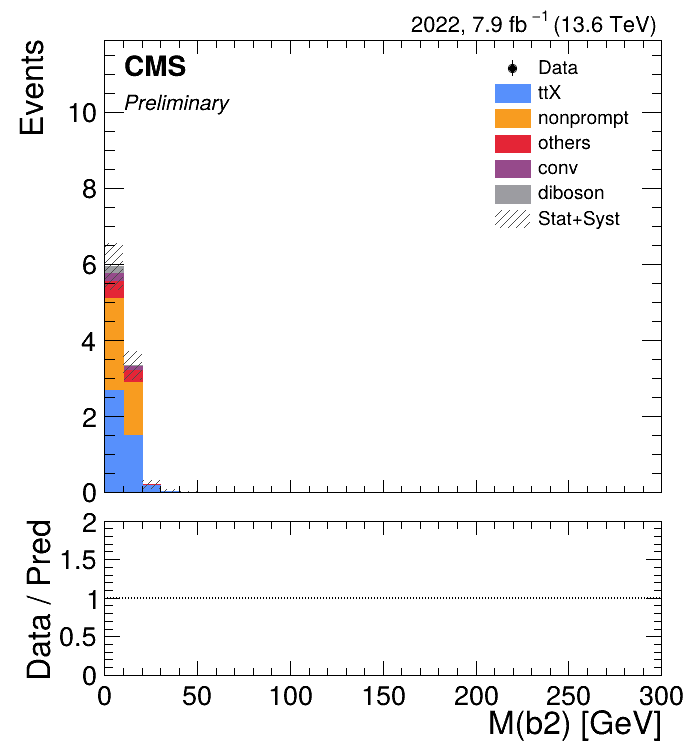 2022, 7.9 fb⁻¹ (13.6 TeV)
CMS
Preliminary
Events
10
8
6
4
2
0
Data
ttX
nonprompt
others
conv
diboson
Stat+Syst
Data / Pred
2
1.5
1
0.5
0
0 50 100 150 200 250 300
M(b2) [GeV]